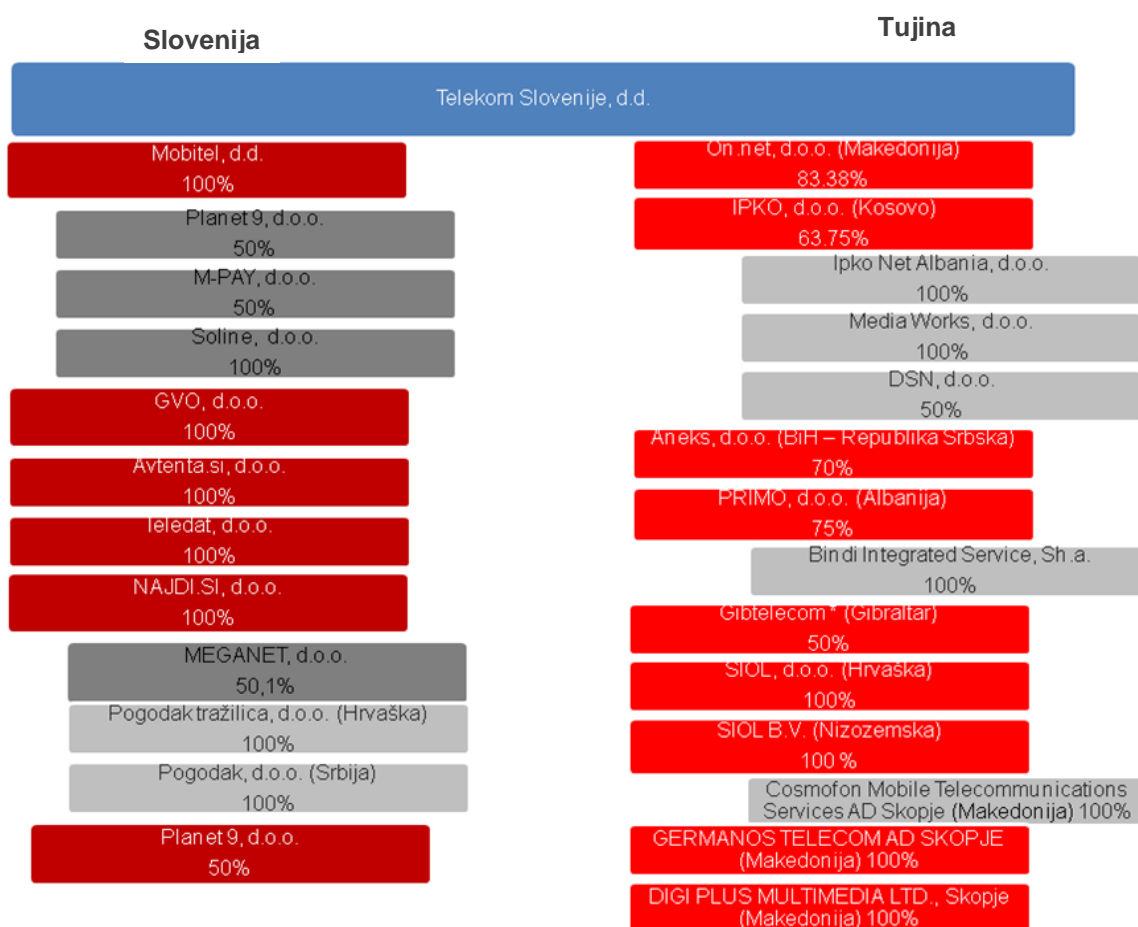 Slovenija
Tujina
Telekom Slovenije, d.d.
Mobitel, d.d.
100%
Planet 9, d.o.o.
50%
M-PAY, d.o.o.
50%
Soline, d.o.o.
100%
GVO, d.o.o.
100%
Avtenta.si, d.o.o.
100%
Teledat, d.o.o.
100%
NAJDI.SI, d.o.o.
100%
MEGANET, d.o.o.
50,1%
Pogodak tražilica, d.o.o. (Hrvaška)
100%
Pogodak, d.o.o. (Srbija)
100%
Planet 9, d.o.o.
50%
On.net, d.o.o. (Makedonija)
83.38%
IPKO, d.o.o. (Kosovo)
63.75%
Ipko Net Albania, d.o.o.
100%
Media Works, d.o.o.
100%
DSN, d.o.o.
50%
Aneks, d.o.o. (BiH – Republika Srbska)
70%
PRIMO, d.o.o. (Albanija)
75%
Bindi Integrated Service, Sh.a.
100%
Gibtelecom* (Gibraltar)
50%
SIOL, d.o.o. (Hrvaška)
100%
SIOL B.V. (Nizozemska)
100 %
Cosmofon Mobile Telecommunications
Services AD Skopje (Makedonija) 100%
GERMANOS TELECOM AD SKOPJE
(Makedonija) 100%
DIGI PLUS MULTIMEDIA LTD., Skopje
(Makedonija) 100%